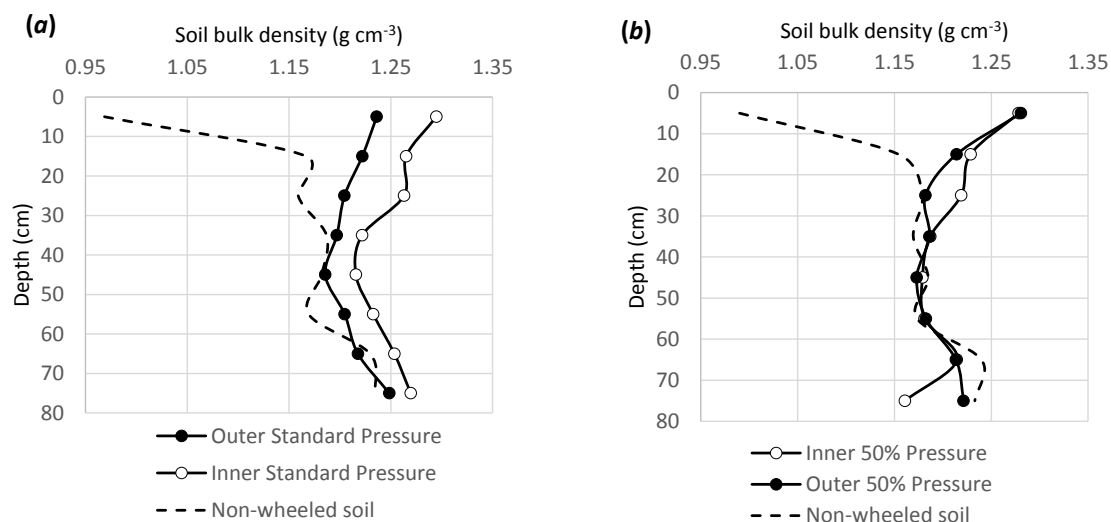 (a)
Soil bulk density (g cm⁻³)
0.95 1.05 1.15 1.25 1.35
0
10
20
30
40
50
60
70
80
Depth (cm)
Outer Standard Pressure
Inner Standard Pressure
Non-wheeled soil
(b)
Soil bulk density (g cm⁻³)
0.95 1.05 1.15 1.25 1.35
0
10
20
30
40
50
60
70
80
Depth (cm)
Inner 50% Pressure
Outer 50% Pressure
Non-wheeled soil